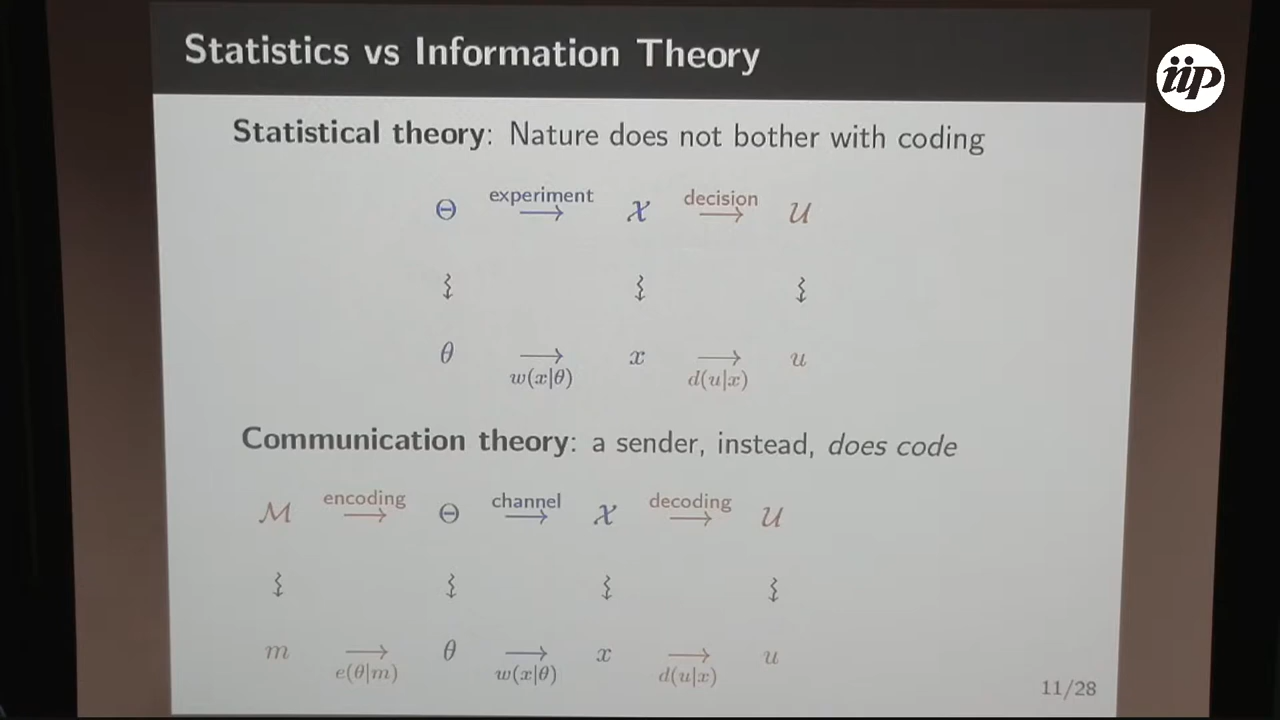 Statistics vs Information Theory
iip
Statistical theory: Nature does not bother with coding
experiment decision
Θ → 𝒳 → 𝒰
θ → x → u
w(x|θ) d(u|x)
Communication theory: a sender, instead, does code
encoding channel decoding
ℳ → Θ → 𝒳 → 𝒰
m → θ → x → u
e(θ|m) w(x|θ) d(u|x)
11/28